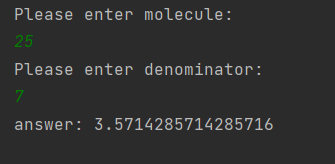 Please enter molecule:
25
Please enter denominator:
7
answer: 3.5714285714285716